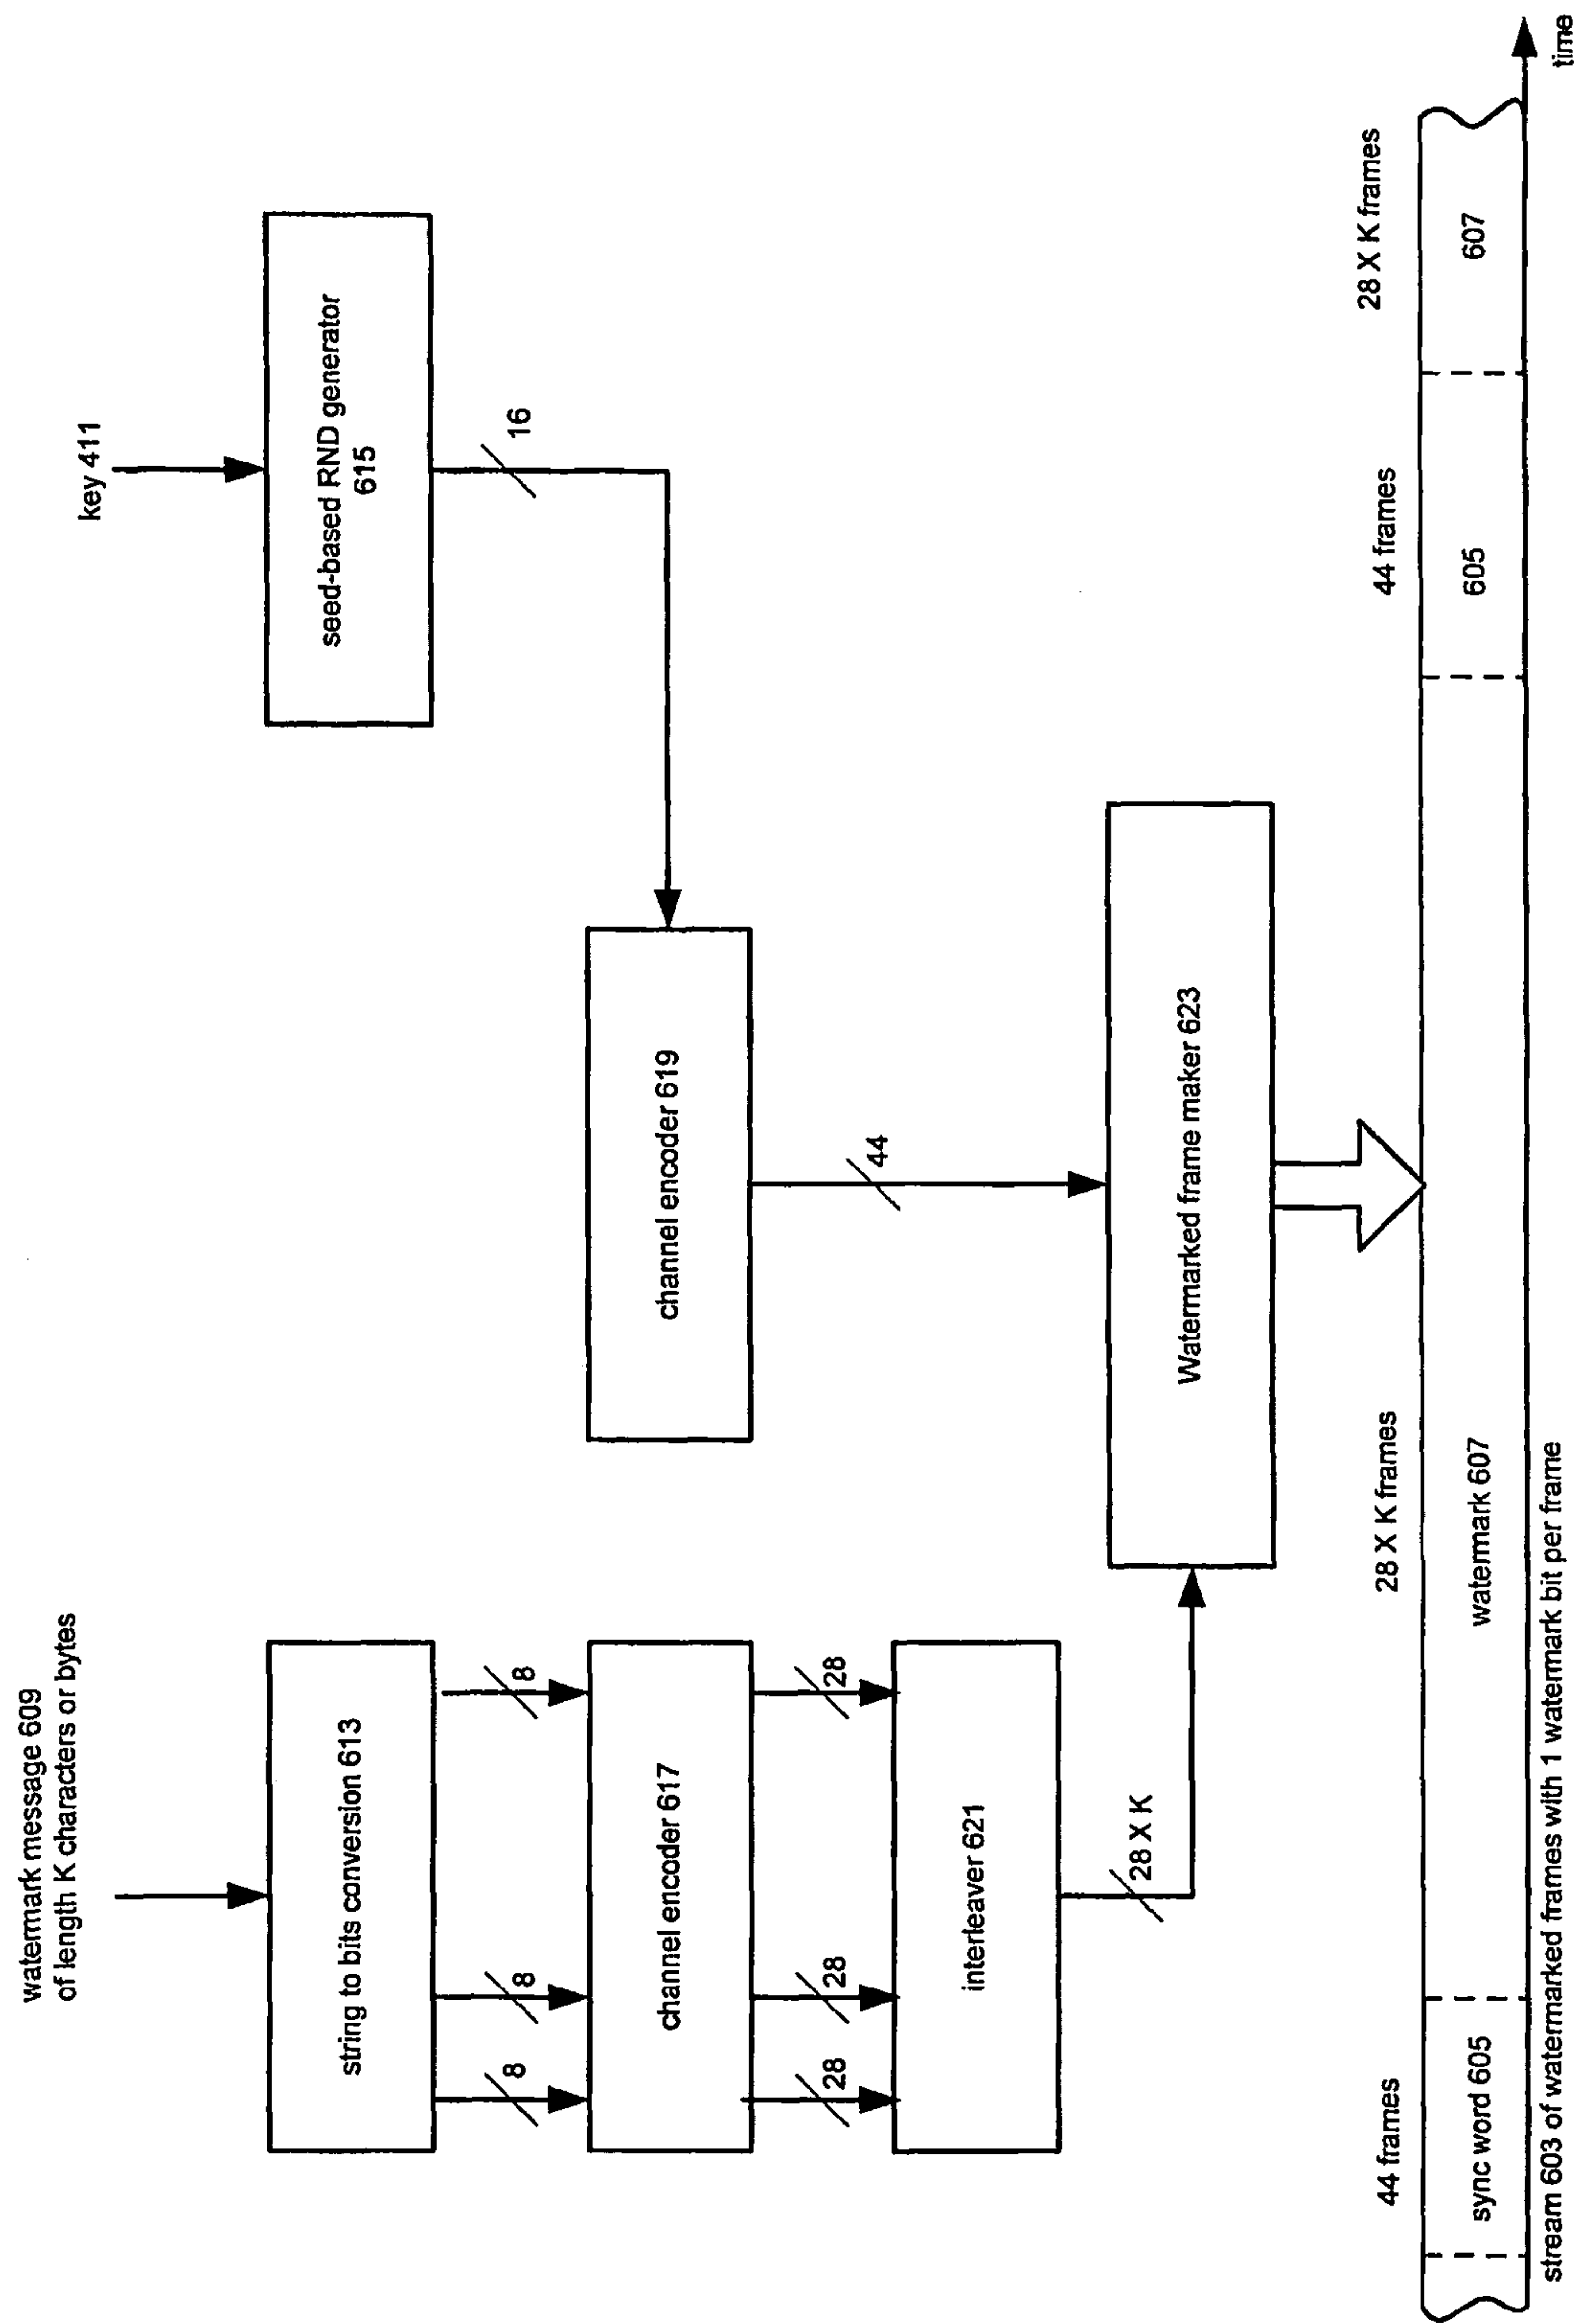 watermark message 609
of length K characters or bytes
key 411
string to bits conversion 613
seed-based RND generator
615
8
8
8
16
channel encoder 617
channel encoder 619
28
28
28
44
interleaver 621
28 X K
Watermarked frame maker 623
44 frames
28 X K frames
44 frames
28 X K frames
sync word 605
watermark 607
605
607
stream 603 of watermarked frames with 1 watermark bit per frame
time